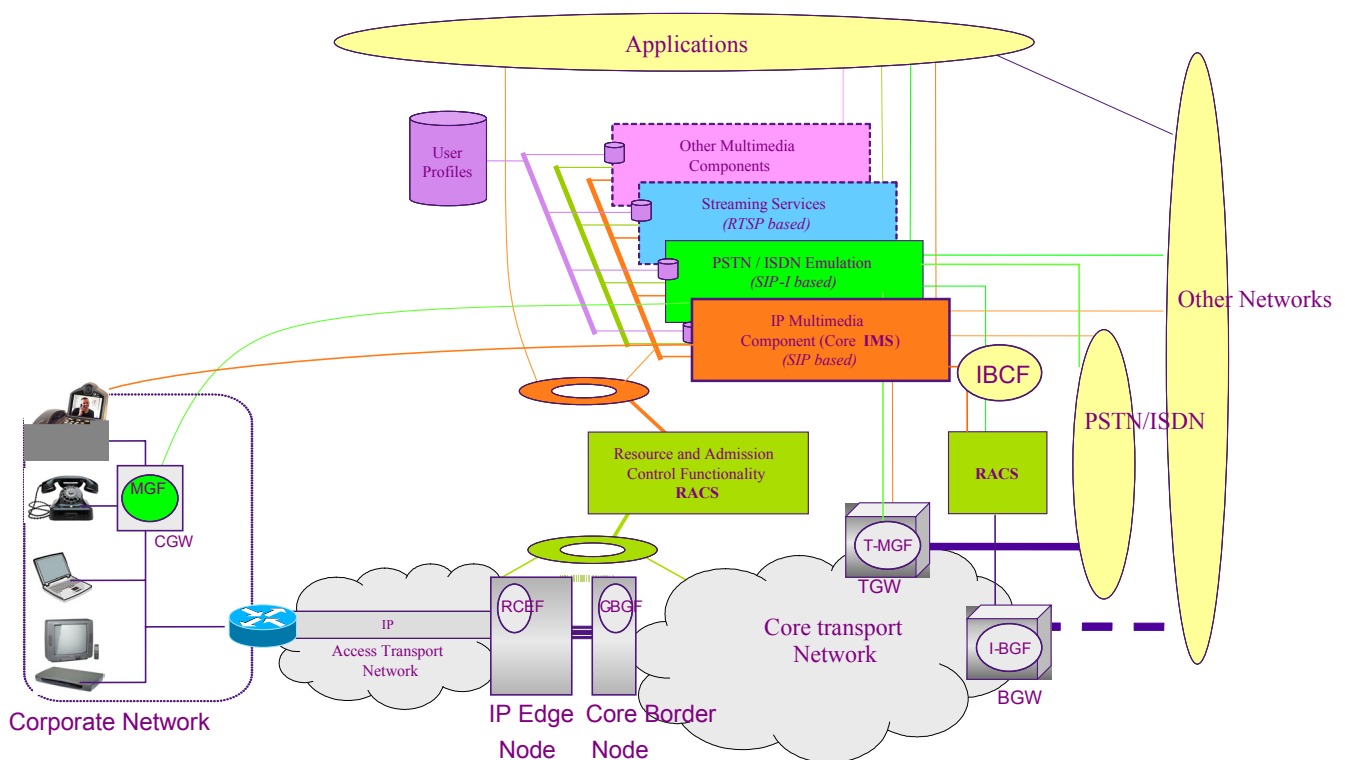 Applications
User
Profiles
Other Multimedia
Components
Streaming Services
(RTSP based)
PSTN / ISDN Emulation
(SIP-I based)
IP Multimedia
Component (Core IMS)
(SIP based)
Other Networks
IBCF
PSTN/ISDN
Resource and Admission
Control Functionality
RACS
RACS
MGF
CGW
T-MGF
TGW
RCEF
CBGF
IP
Access Transport
Network
Core transport
Network
I-BGF
BGW
Corporate Network
IP Edge
Node
Core Border
Node